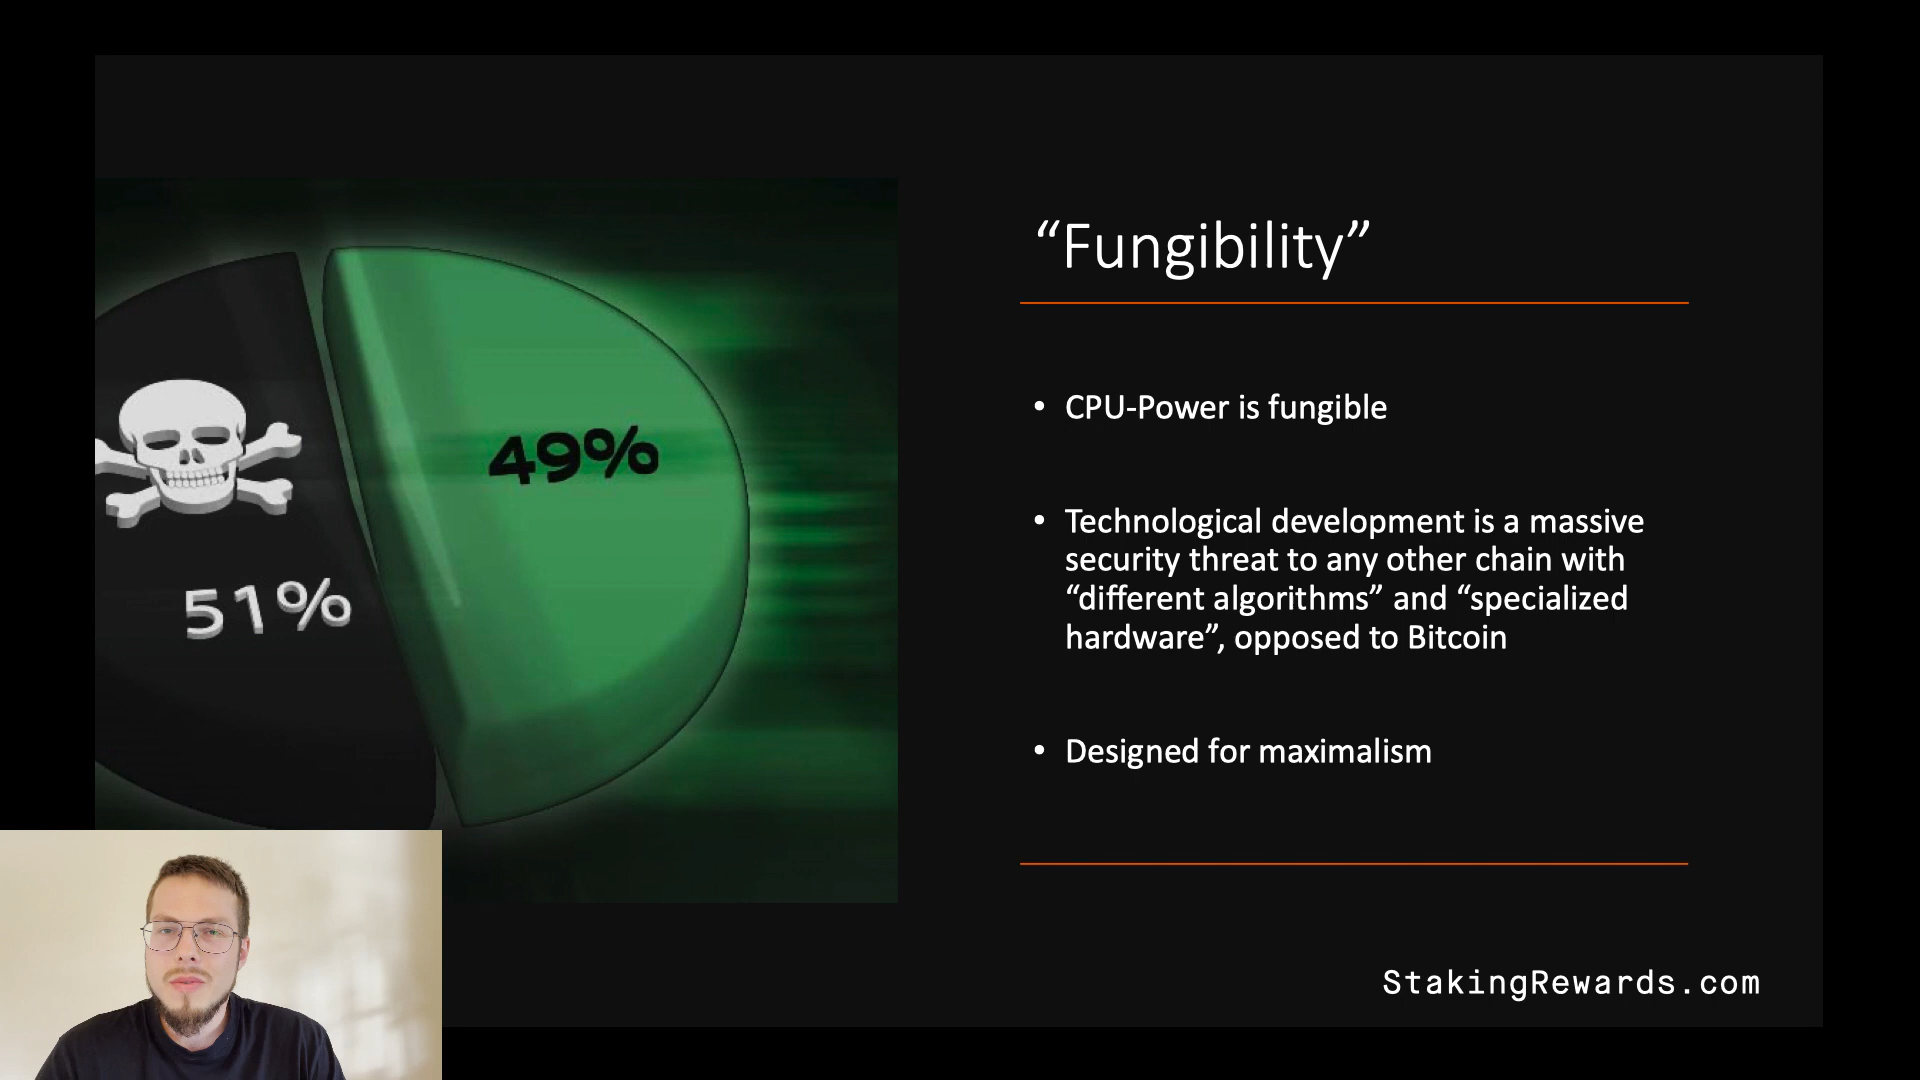 “Fungibility”
49%
51%
• CPU-Power is fungible
• Technological development is a massive
security threat to any other chain with
“different algorithms” and “specialized
hardware”, opposed to Bitcoin
• Designed for maximalism
StakingRewards.com